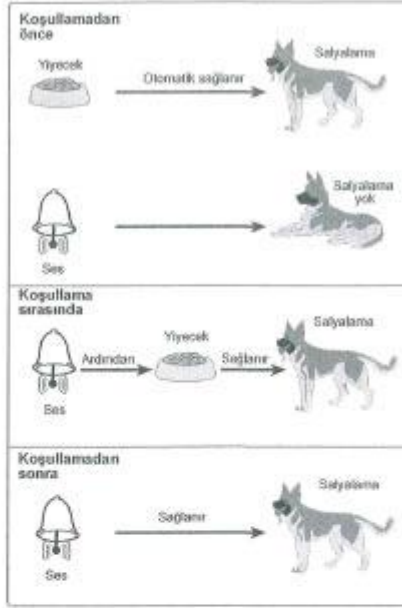 Koşullamadan
önce
Yiyecek
Otomatik sağlanır
Salyalama
Salyalama
yok
Ses
Koşullama
sırasında
Yiyecek
Salyalama
Ardından
Sağlanır
Ses
Koşullamadan
sonra
Salyalama
Sağlanır
Ses